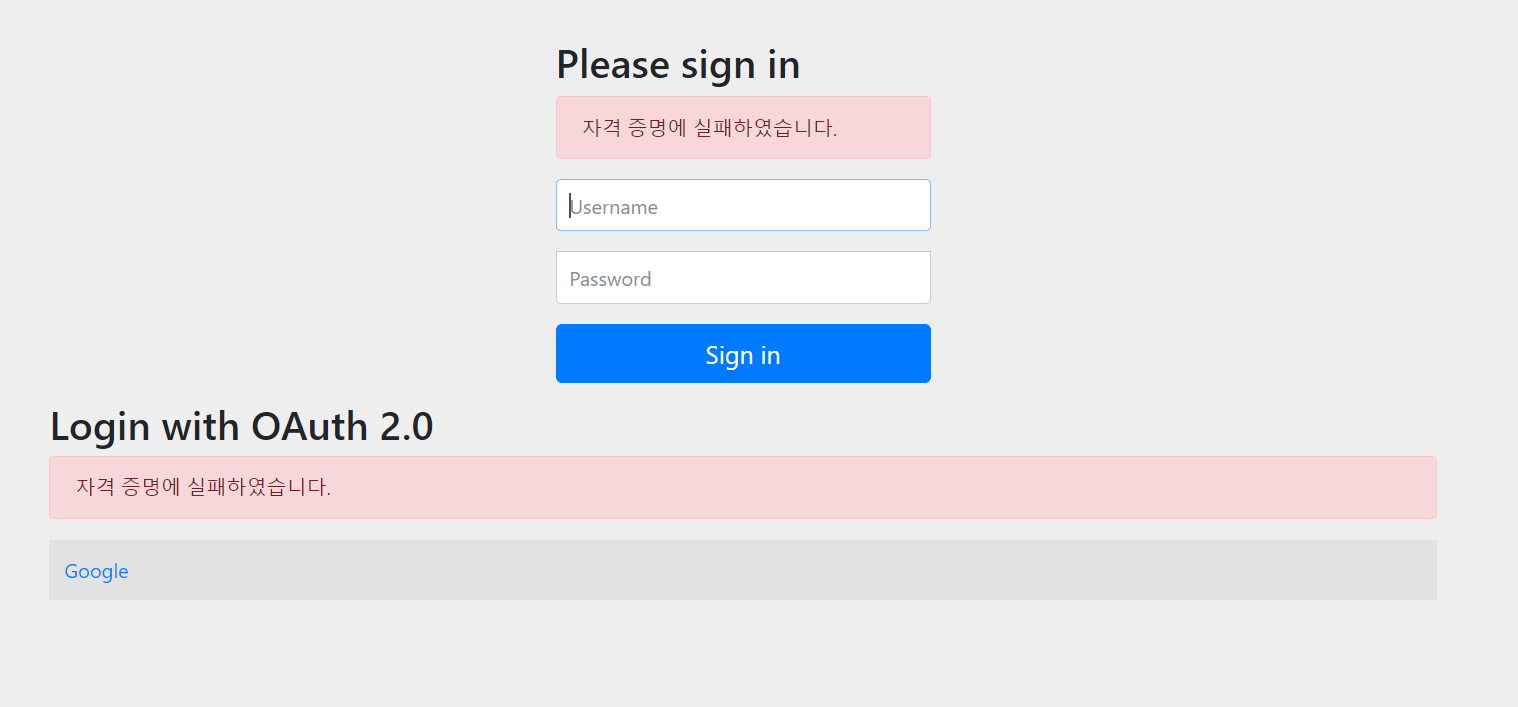 Please sign in
자격 증명에 실패하였습니다.
Username
Password
Sign in
Login with OAuth 2.0
자격 증명에 실패하였습니다.
Google